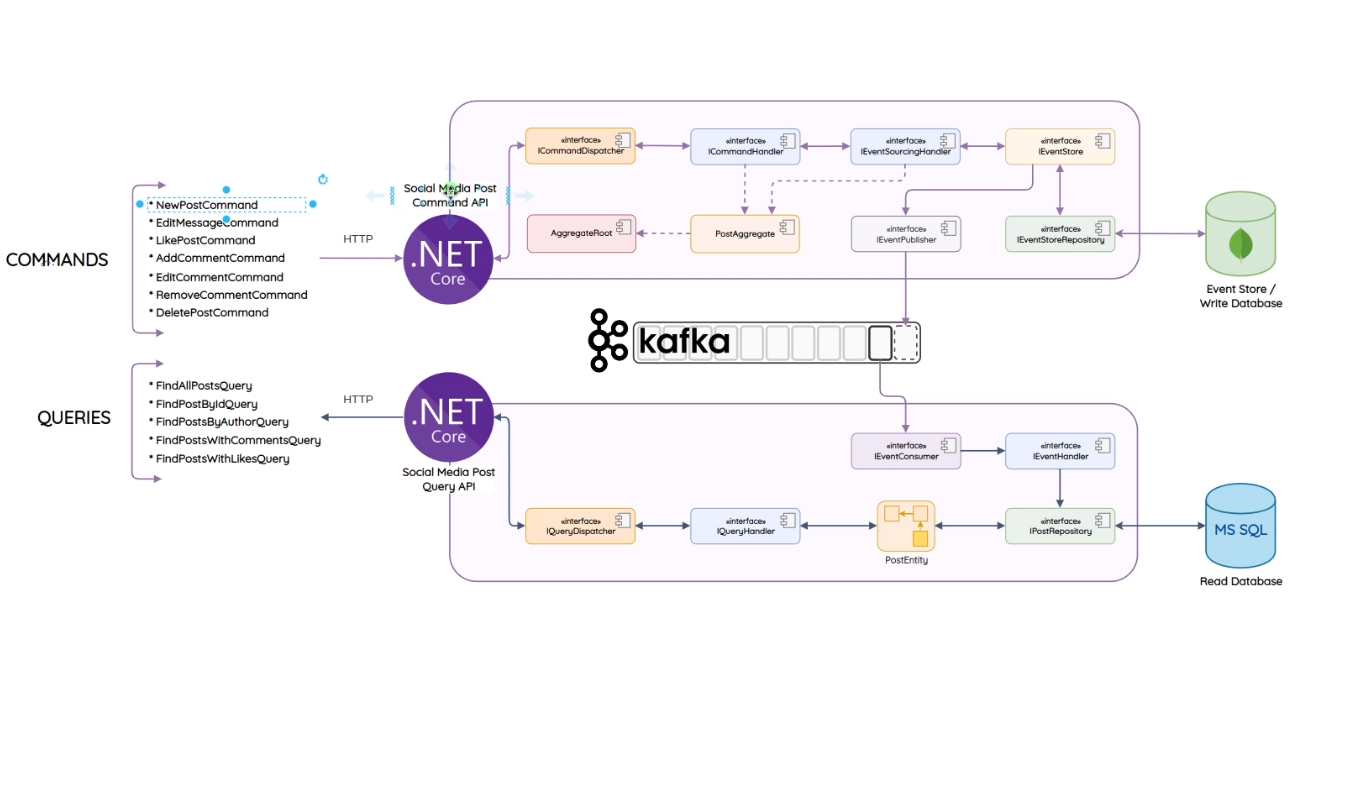 «interface»
ICommandDispatcher
«interface»
ICommandHandler
«interface»
IEventSourcingHandler
«interface»
IEventStore
Social Media Post
Command API
COMMANDS
* NewPostCommand
* EditMessageCommand
* LikePostCommand
* AddCommentCommand
* EditCommentCommand
* RemoveCommentCommand
* DeletePostCommand
HTTP
.NET
Core
AggregateRoot
PostAggregate
«interface»
IEventPublisher
«interface»
IEventStoreRepository
Event Store /
Write Database
kafka
QUERIES
* FindAllPostsQuery
* FindPostByIdQuery
* FindPostsByAuthorQuery
* FindPostsWithCommentsQuery
* FindPostsWithLikesQuery
HTTP
.NET
Core
Social Media Post
Query API
«interface»
IEventConsumer
«interface»
IEventHandler
«interface»
IQueryDispatcher
«interface»
IQueryHandler
PostEntity
«interface»
IPostRepository
MS SQL
Read Database